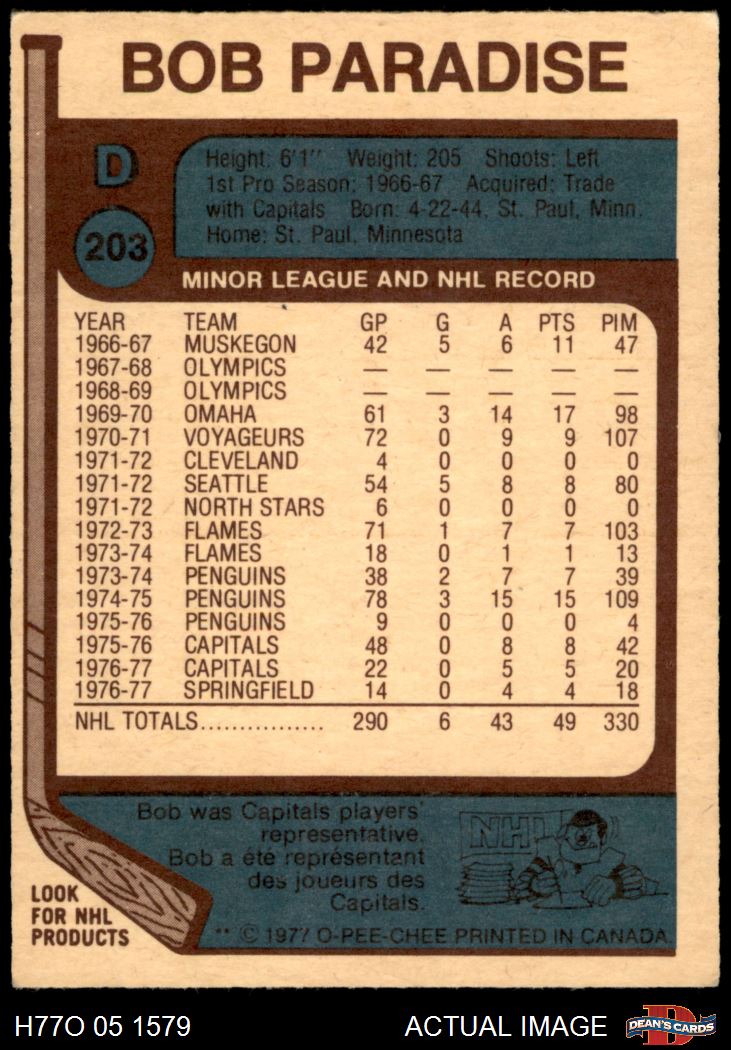 BOB PARADISE
D
203
Height: 6'1" Weight: 205 Shoots: Left
1st Pro Season: 1966-67 Acquired: Trade
with Capitals Born: 4-22-44, St. Paul, Minn.
Home: St. Paul, Minnesota
MINOR LEAGUE AND NHL RECORD
YEAR TEAM GP G A PTS PIM
1966-67 MUSKEGON 42 5 6 11 47
1967-68 OLYMPICS — — — — —
1968-69 OLYMPICS — — — — —
1969-70 OMAHA 61 3 14 17 98
1970-71 VOYAGEURS 72 0 9 9 107
1971-72 CLEVELAND 4 0 0 0 0
1971-72 SEATTLE 54 5 8 8 80
1971-72 NORTH STARS 6 0 0 0 0
1972-73 FLAMES 71 1 7 7 103
1973-74 FLAMES 18 0 1 1 13
1973-74 PENGUINS 38 2 7 7 39
1974-75 PENGUINS 78 3 15 15 109
1975-76 PENGUINS 9 0 0 0 4
1975-76 CAPITALS 48 0 8 8 42
1976-77 CAPITALS 22 0 5 5 20
1976-77 SPRINGFIELD 14 0 4 4 18
NHL TOTALS................ 290 6 43 49 330
Bob was Capitals players'
representative.
Bob a été représentant
des joueurs des
Capitals.
NHL
LOOK
FOR NHL
PRODUCTS
** © 1977 O-PEE-CHEE PRINTED IN CANADA
H77O 05 1579 ACTUAL IMAGE
D
DEAN'S CARDS